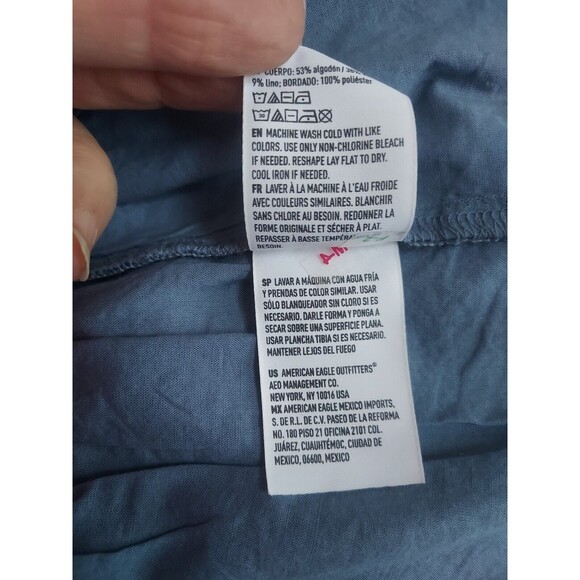 CUERPO: 53% algodón / 38%
9% lino; BORDADO: 100% poliéster
EN MACHINE WASH COLD WITH LIKE
COLORS. USE ONLY NON-CHLORINE BLEACH
IF NEEDED. RESHAPE LAY FLAT TO DRY.
COOL IRON IF NEEDED.
FR LAVER À LA MACHINE À L'EAU FROIDE
AVEC COULEURS SIMILAIRES. BLANCHIR
SANS CHLORE AU BESOIN. REDONNER LA
FORME ORIGINALE ET SÉCHER À PLAT.
REPASSER À BASSE
BESOIN.
SP LAVAR A MÁQUINA CON AGUA FRÍA
Y PRENDAS DE COLOR SIMILAR. USAR
SÓLO BLANQUEADOR SIN CLORO SI ES
NECESARIO. DARLE FORMA Y PONGA A
SECAR SOBRE UNA SUPERFICIE PLANA.
USAR PLANCHA TIBIA SI ES NECESARIO.
MANTENER LEJOS DEL FUEGO
US AMERICAN EAGLE OUTFITTERS®
AEO MANAGEMENT CO.
NEW YORK, NY 10016 USA
MX AMERICAN EAGLE MEXICO IMPORTS,
S. DE R.L. DE C.V. PASEO DE LA REFORMA
NO. 180 PISO 21 OFICINA 2101 COL.
JUÁREZ, CUAUHTÉMOC, CIUDAD DE
MEXICO, 06600, MEXICO